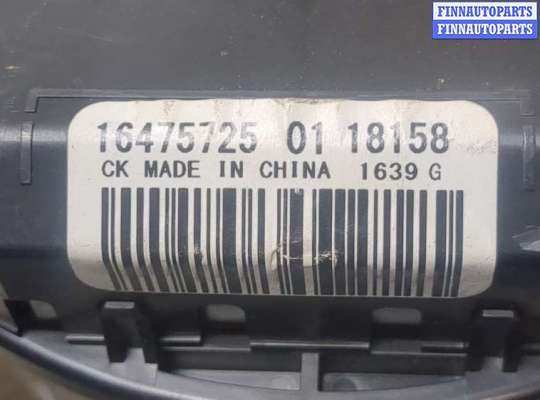 FINNAUTOPARTS
FINNAUTOPARTS
16475725 01 18158
CK MADE IN CHINA 1639 G